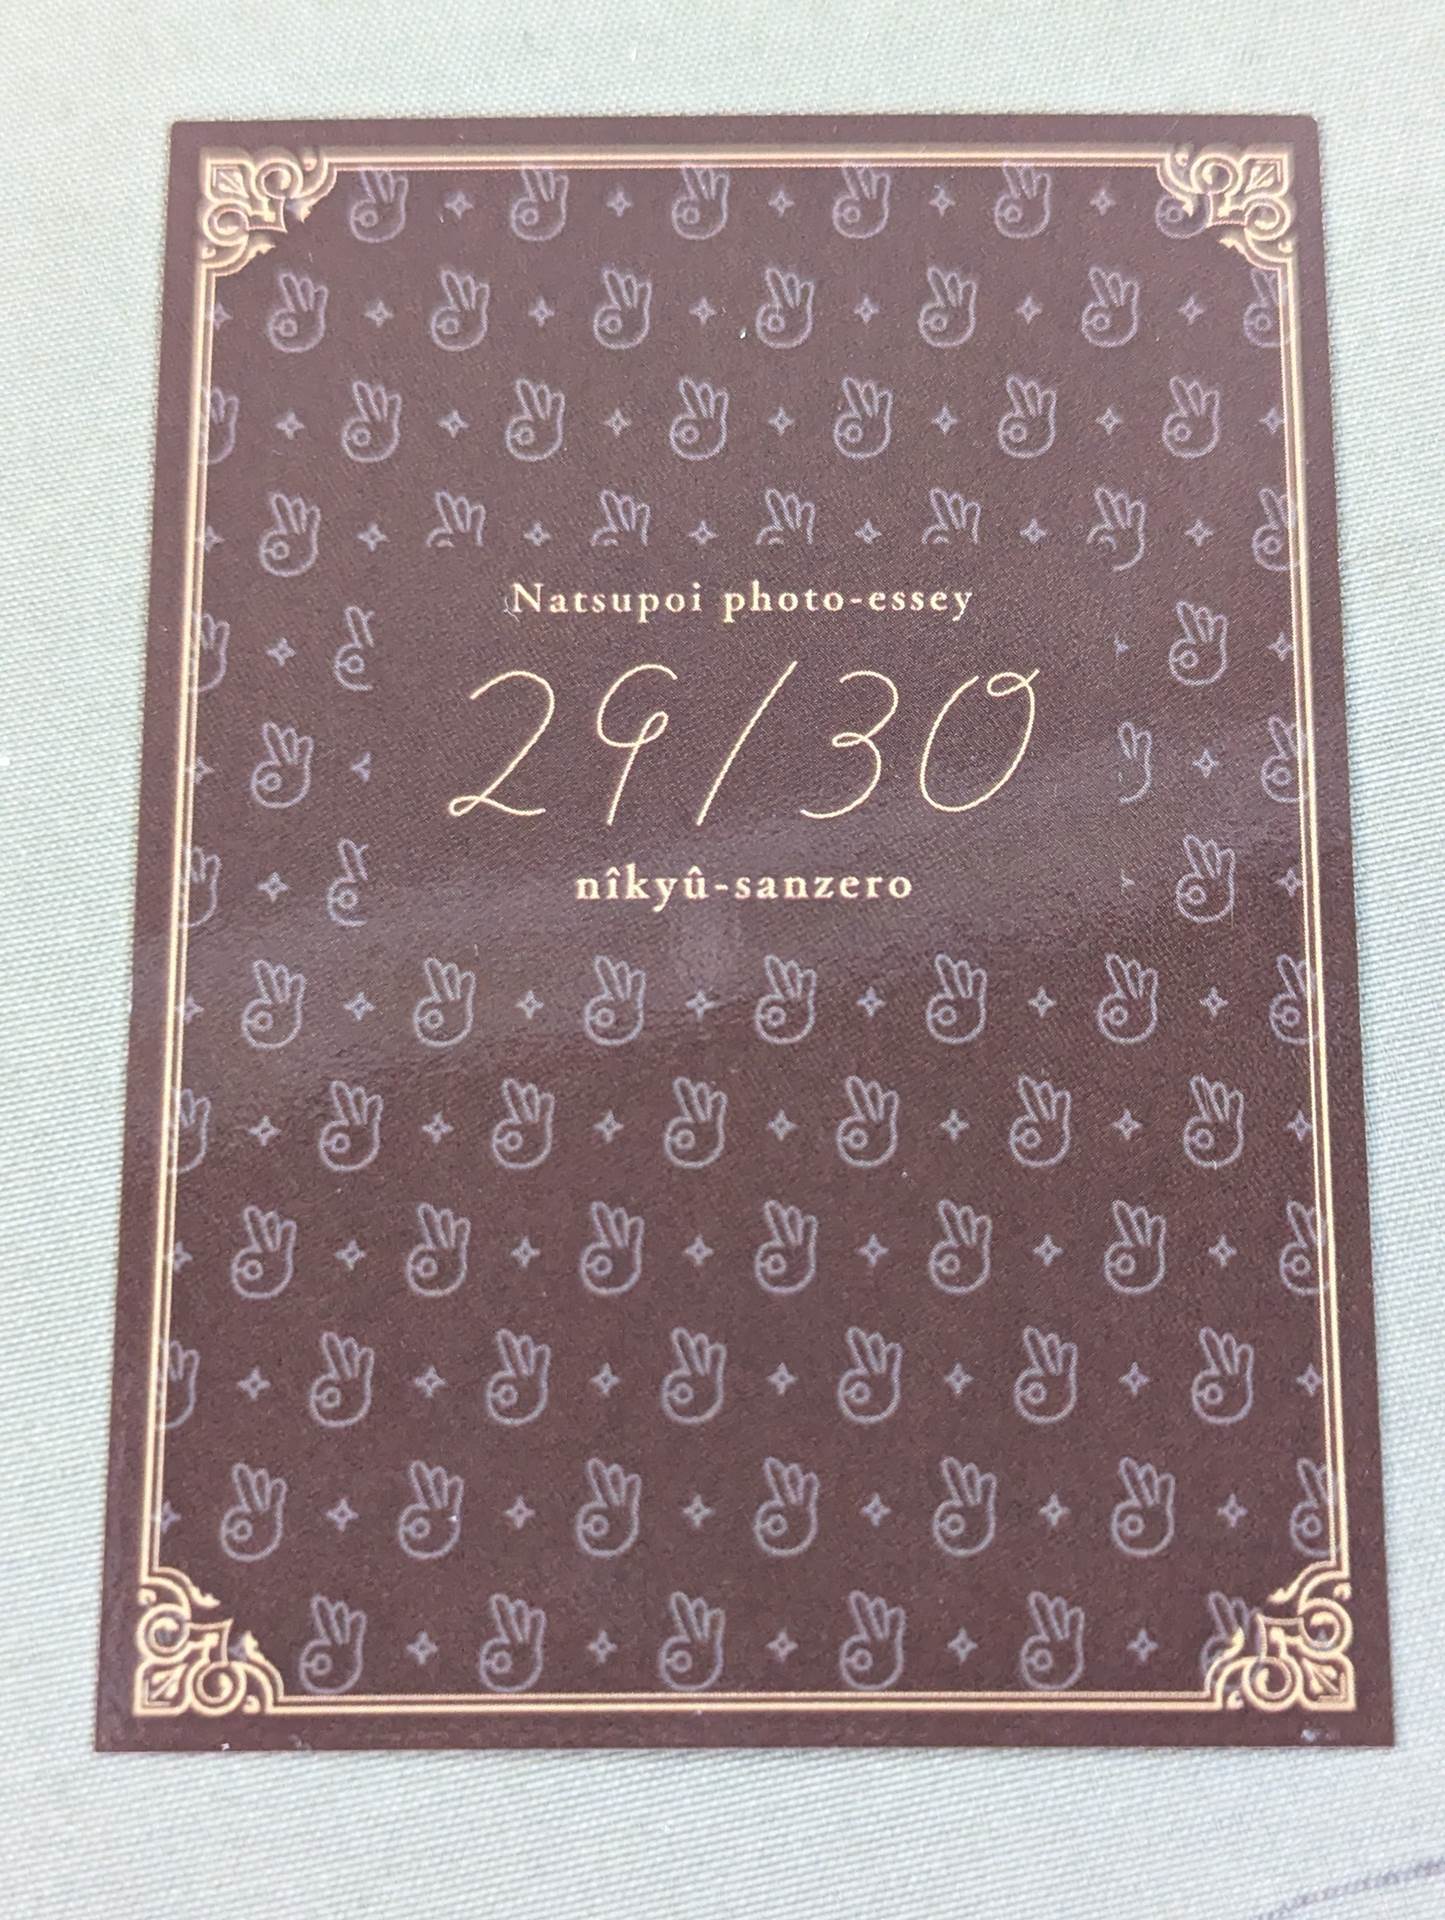 Natsupoi photo-essey
29/30
nîkyû-sanzero